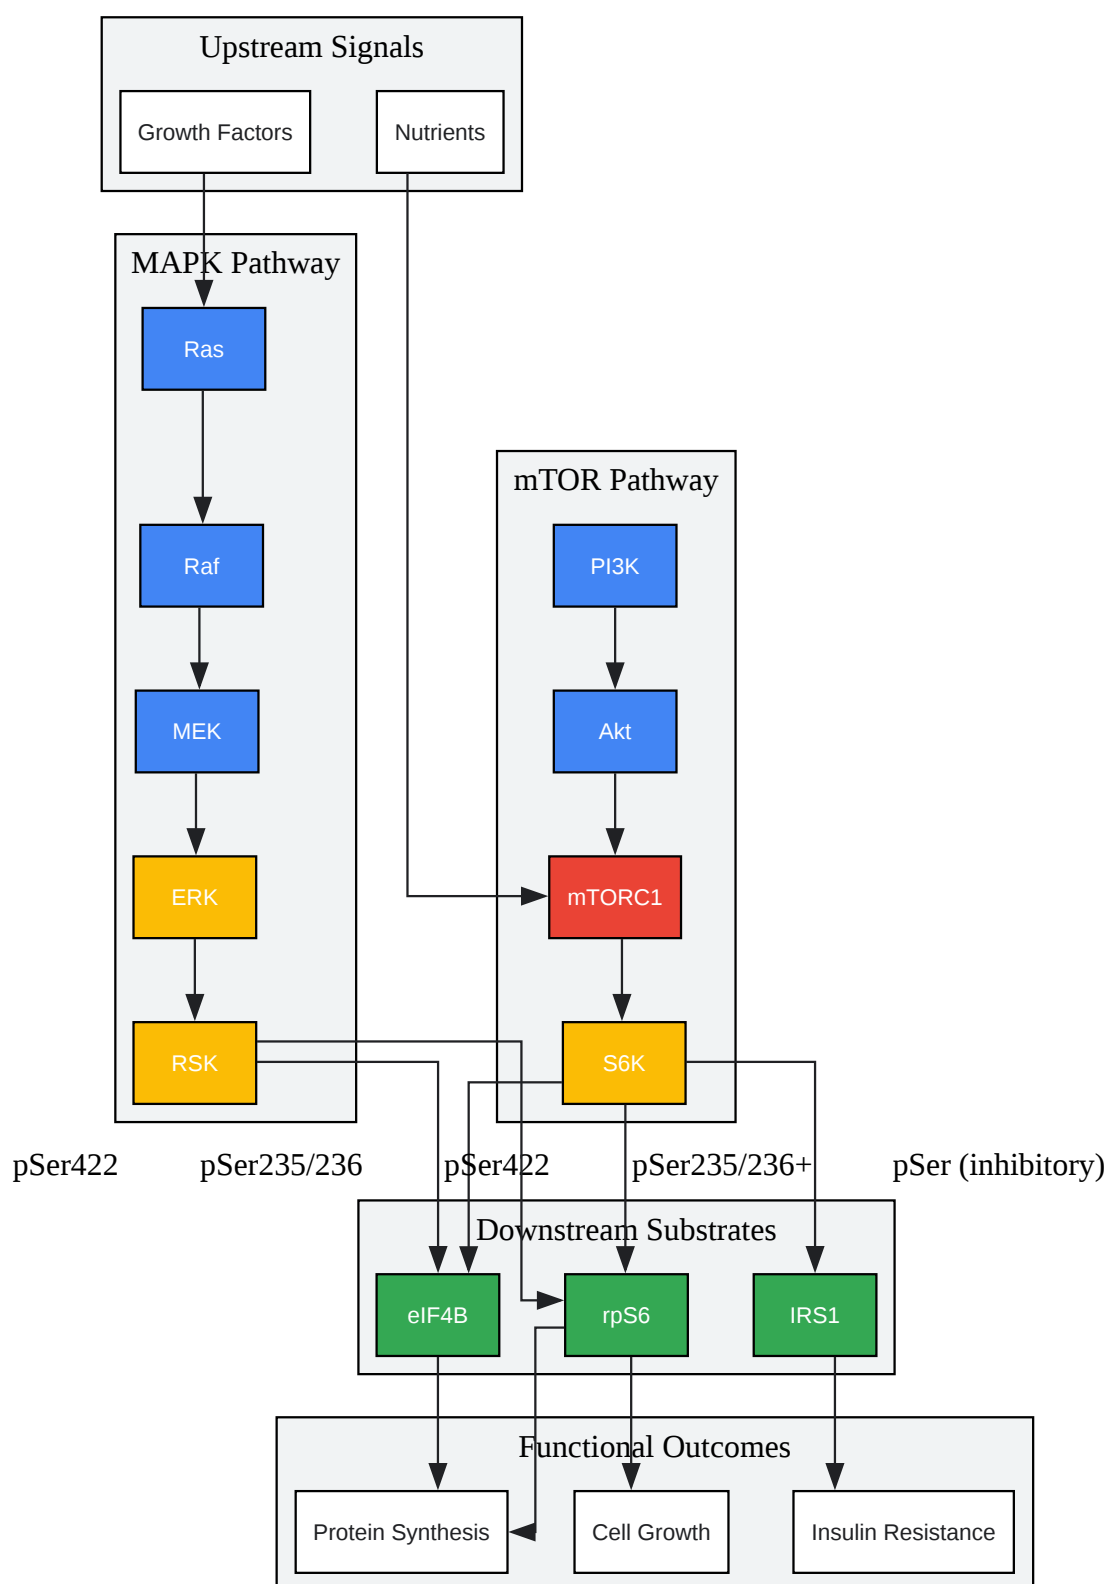 Upstream Signals
Growth Factors
Nutrients
MAPK Pathway
Ras
mTOR Pathway
Raf
PI3K
MEK
Akt
ERK
mTORC1
RSK
S6K
pSer422
pSer235/236
pSer422
pSer235/236+
pSer (inhibitory)
Downstream Substrates
eIF4B
rpS6
IRS1
Functional Outcomes
Protein Synthesis
Cell Growth
Insulin Resistance